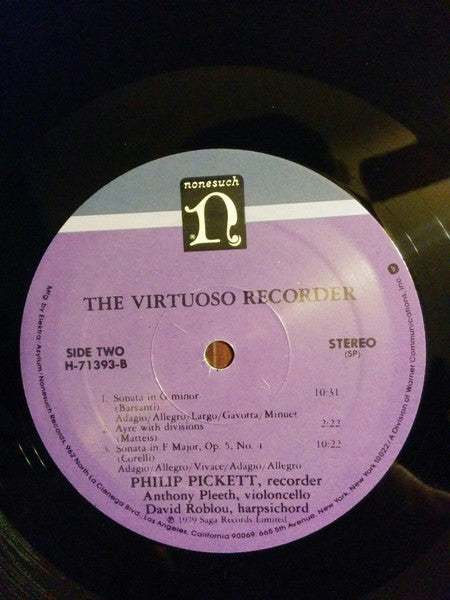 nonesuch
n
THE VIRTUOSO RECORDER
SIDE TWO
H-71393-B
STEREO
(SP)
1. Sonata in G minor 10:31
(Barsanti)
Adagio/Allegro/Largo/Gavotta/Minuet
2. Ayre with divisions 2:22
(Matteis)
3. Sonata in F Major, Op. 5, No. 4 10:22
(Corelli)
Adagio/Allegro/Vivace/Adagio/Allegro
PHILIP PICKETT, recorder
Anthony Pleeth, violoncello
David Roblou, harpsichord
℗ 1979 Saga Records Limited
Mfg by Elektra/Asylum/Nonesuch Records, 962 North La Cienega Blvd., Los Angeles, California 90069. 665 5th Avenue, New York, New York 10022/A Division of Warner Communications, Inc.